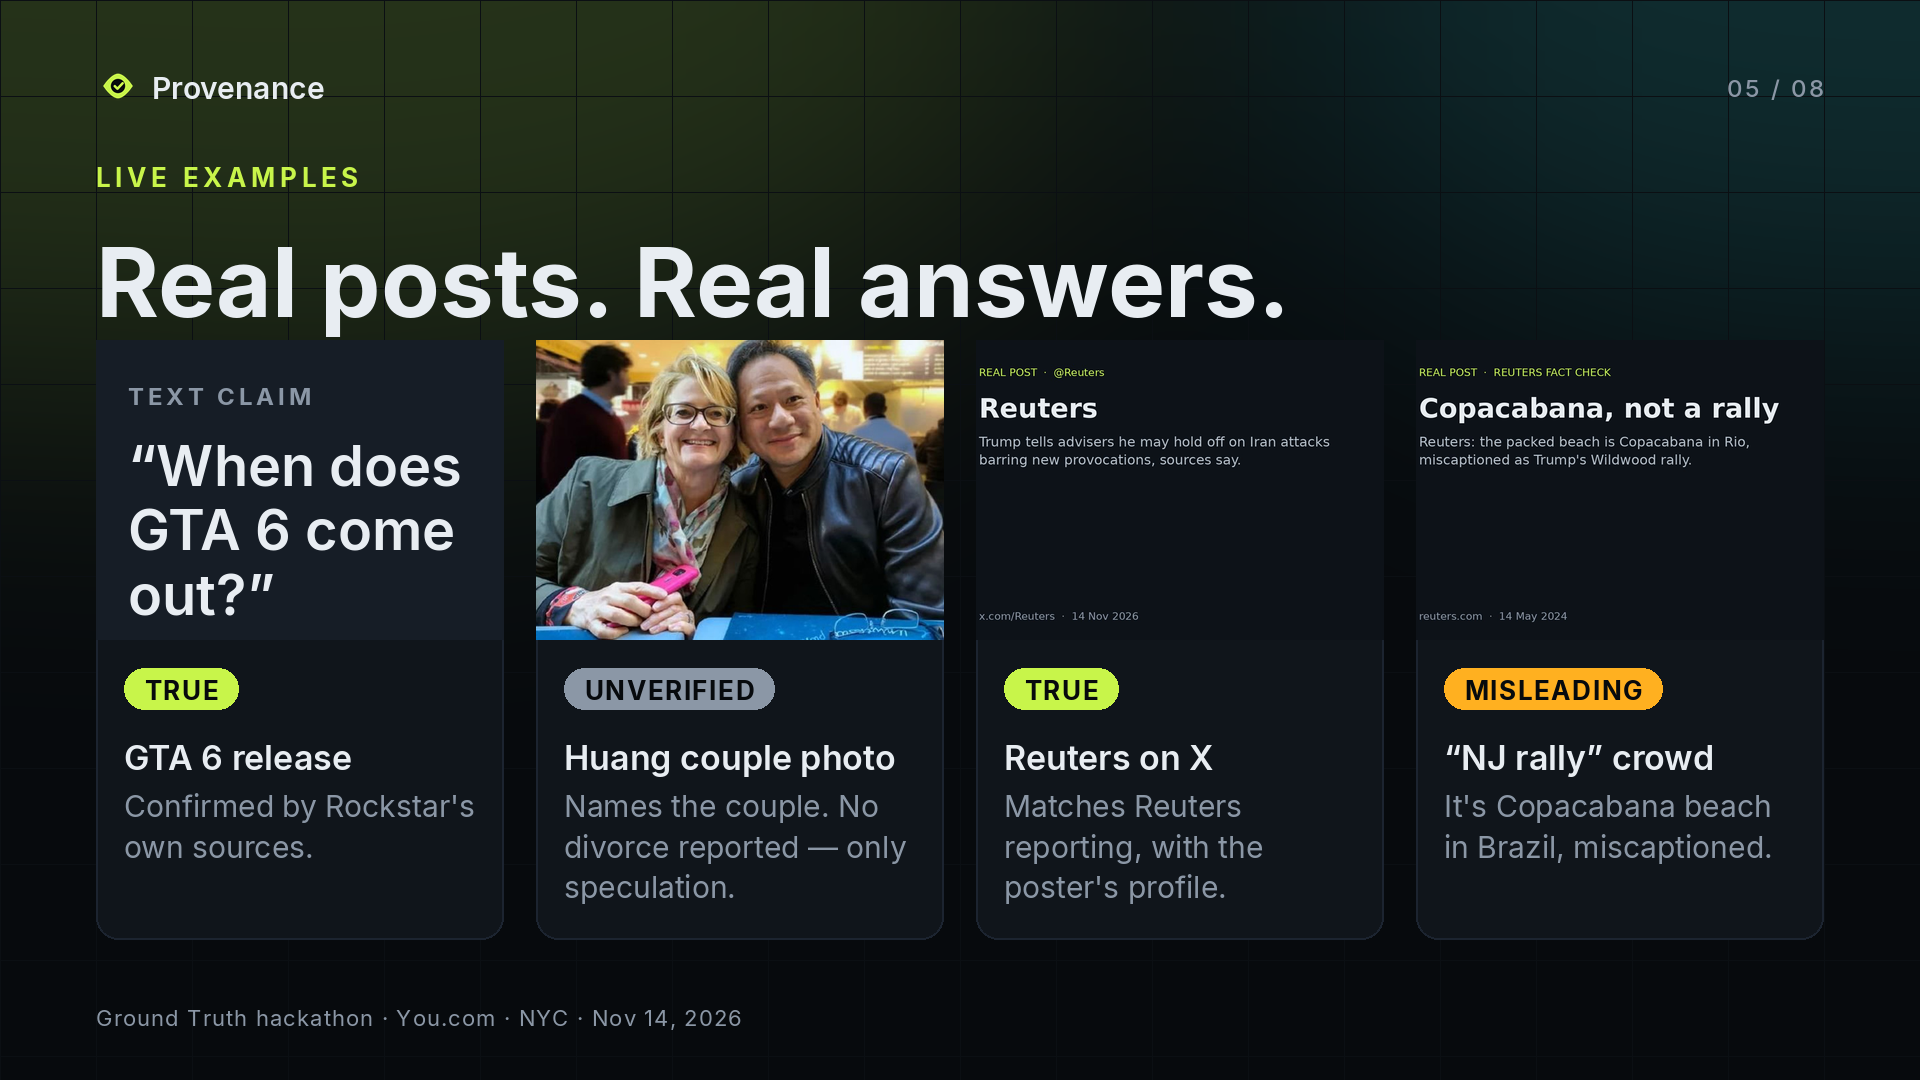 Provenance
05 / 08
LIVE EXAMPLES
Real posts. Real answers.
TEXT CLAIM
“When does
GTA 6 come
out?”
TRUE
GTA 6 release
Confirmed by Rockstar's
own sources.
UNVERIFIED
Huang couple photo
Names the couple. No
divorce reported — only
speculation.
REAL POST · @Reuters
Reuters
Trump tells advisers he may hold off on Iran attacks
barring new provocations, sources say.
x.com/Reuters · 14 Nov 2026
TRUE
Reuters on X
Matches Reuters
reporting, with the
poster's profile.
REAL POST · REUTERS FACT CHECK
Copacabana, not a rally
Reuters: the packed beach is Copacabana in Rio,
miscaptioned as Trump's Wildwood rally.
reuters.com · 14 May 2024
MISLEADING
“NJ rally” crowd
It's Copacabana beach
in Brazil, miscaptioned.
Ground Truth hackathon · You.com · NYC · Nov 14, 2026